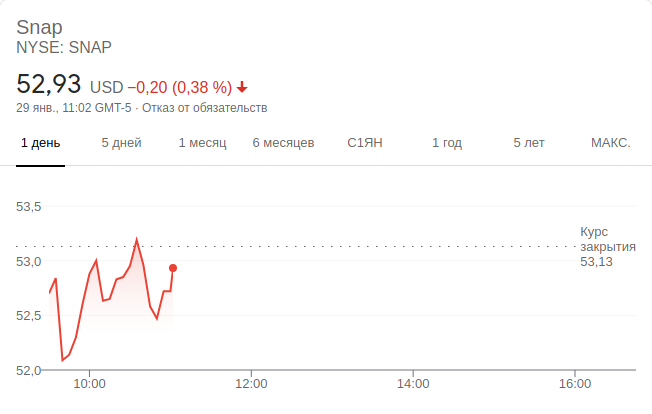 Snap
NYSE: SNAP
52,93 USD −0,20 (0,38 %)
29 янв., 11:02 GMT-5 · Отказ от обязательств
1 день 5 дней 1 месяц 6 месяцев С1ЯН 1 год 5 лет МАКС.
53,5
Курс
закрытия
53,13
53,0
52,5
52,0
10:00 12:00 14:00 16:00